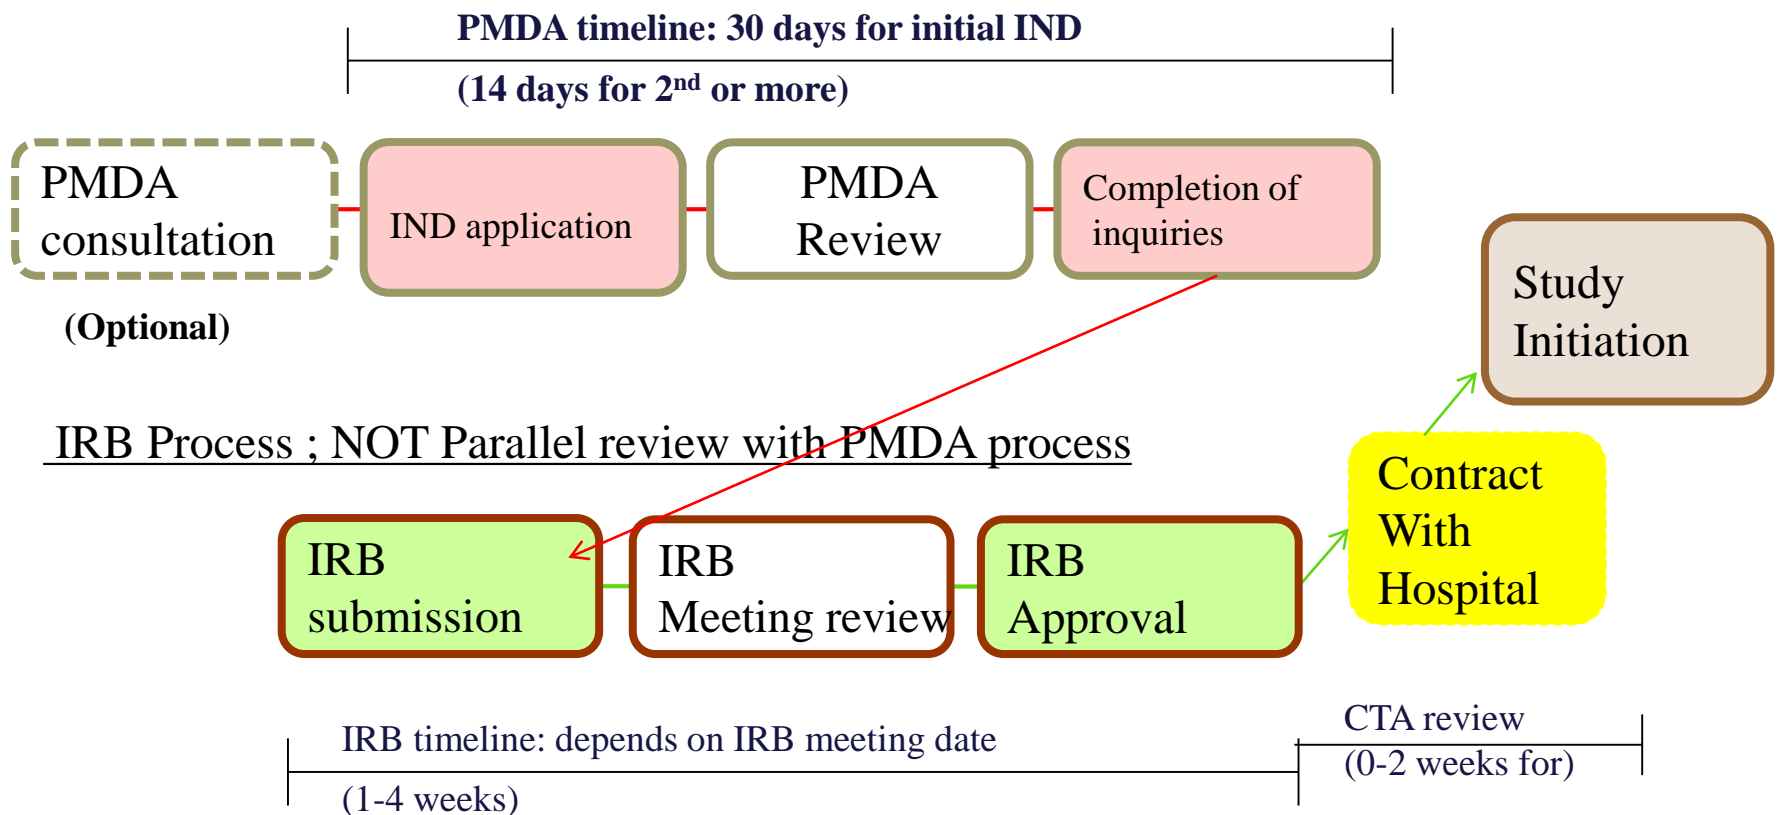 PMDA timeline: 30 days for initial IND
(14 days for 2nd or more)
PMDA
consultation
(Optional)
IND application
PMDA
Review
Completion of
inquiries
Study
Initiation
IRB Process ; NOT Parallel review with PMDA process
IRB
submission
IRB
Meeting review
IRB
Approval
Contract
With
Hospital
IRB timeline: depends on IRB meeting date
(1-4 weeks)
CTA review
(0-2 weeks for)